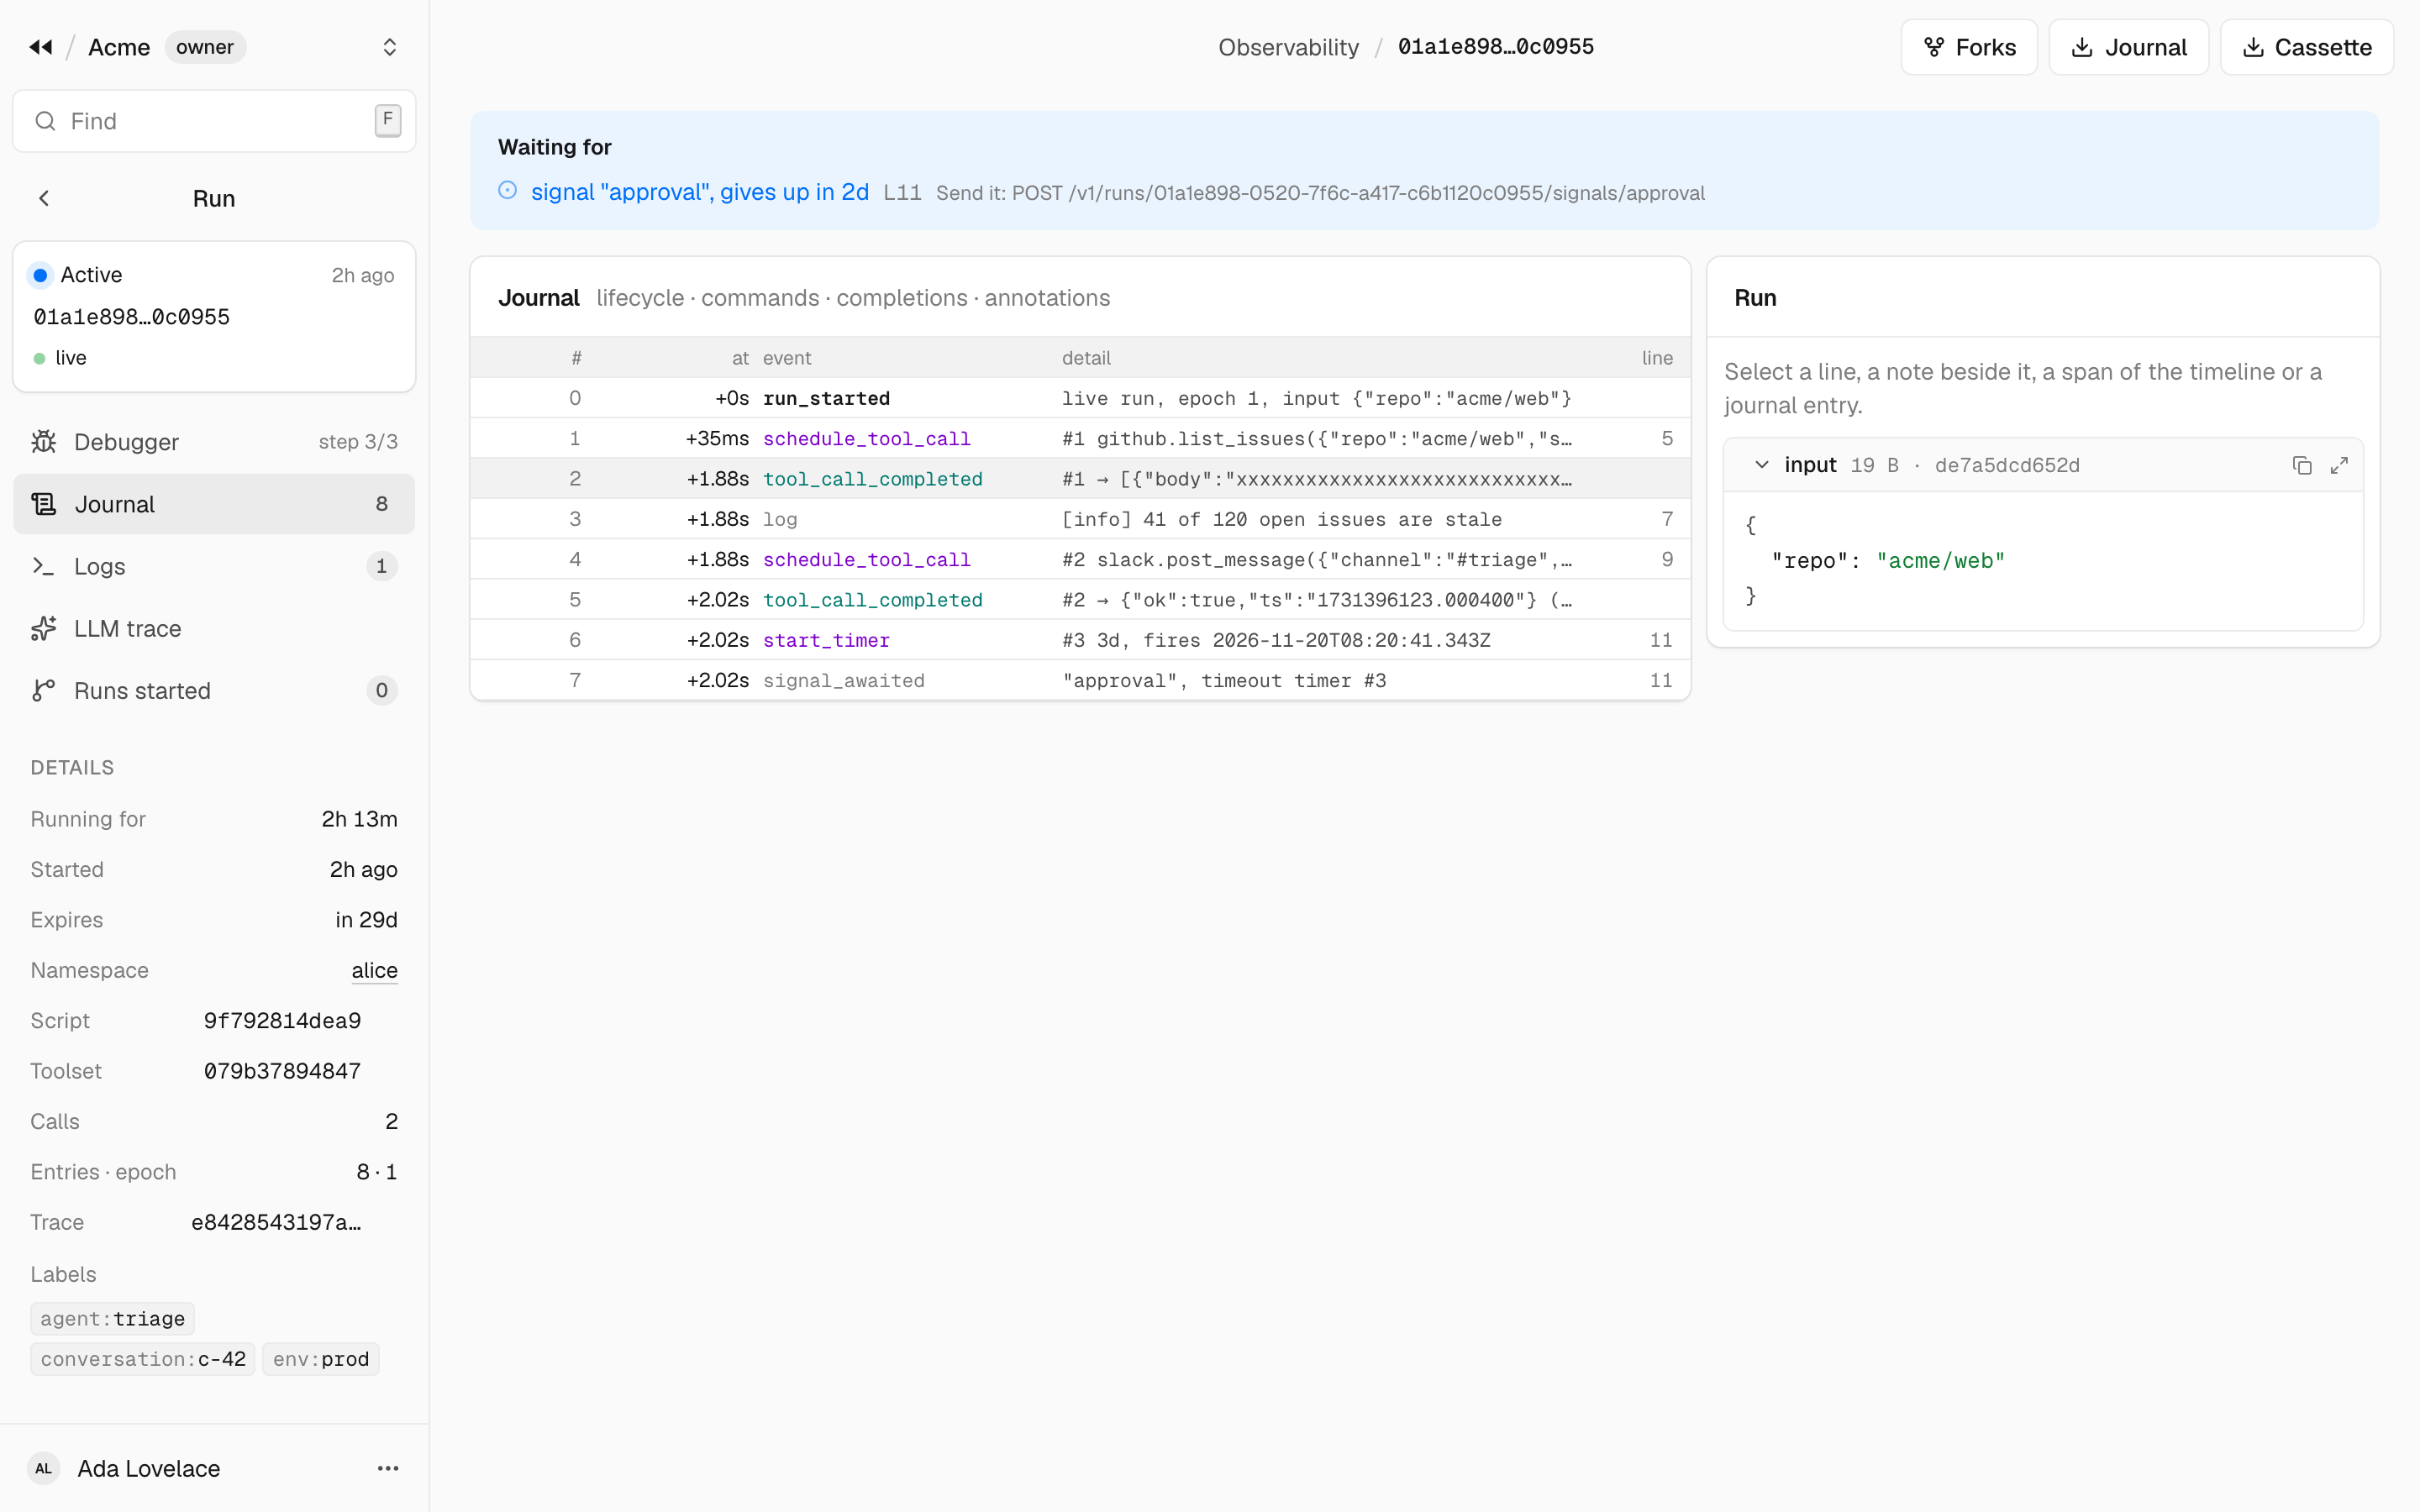 / Acme owner
Find F
Run
Active 2h ago
01a1e898…0c0955
live
Debugger step 3/3
Journal 8
Logs 1
LLM trace
Runs started 0
DETAILS
Running for 2h 13m
Started 2h ago
Expires in 29d
Namespace alice
Script 9f792814dea9
Toolset 079b37894847
Calls 2
Entries · epoch 8 · 1
Trace e8428543197a…
Labels
agent:triage
conversation:c-42 env:prod
AL Ada Lovelace
Observability / 01a1e898…0c0955
Forks Journal Cassette
Waiting for
signal "approval", gives up in 2d L11 Send it: POST /v1/runs/01a1e898-0520-7f6c-a417-c6b1120c0955/signals/approval
Journal lifecycle · commands · completions · annotations
# at event detail line
0 +0s run_started live run, epoch 1, input {"repo":"acme/web"}
1 +35ms schedule_tool_call #1 github.list_issues({"repo":"acme/web","s… 5
2 +1.88s tool_call_completed #1 → [{"body":"xxxxxxxxxxxxxxxxxxxxxxxxxxxx…
3 +1.88s log [info] 41 of 120 open issues are stale 7
4 +1.88s schedule_tool_call #2 slack.post_message({"channel":"#triage",… 9
5 +2.02s tool_call_completed #2 → {"ok":true,"ts":"1731396123.000400"} (…
6 +2.02s start_timer #3 3d, fires 2026-11-20T08:20:41.343Z 11
7 +2.02s signal_awaited "approval", timeout timer #3 11
Run
Select a line, a note beside it, a span of the timeline or a
journal entry.
input 19 B · de7a5dcd652d
{
"repo": "acme/web"
}